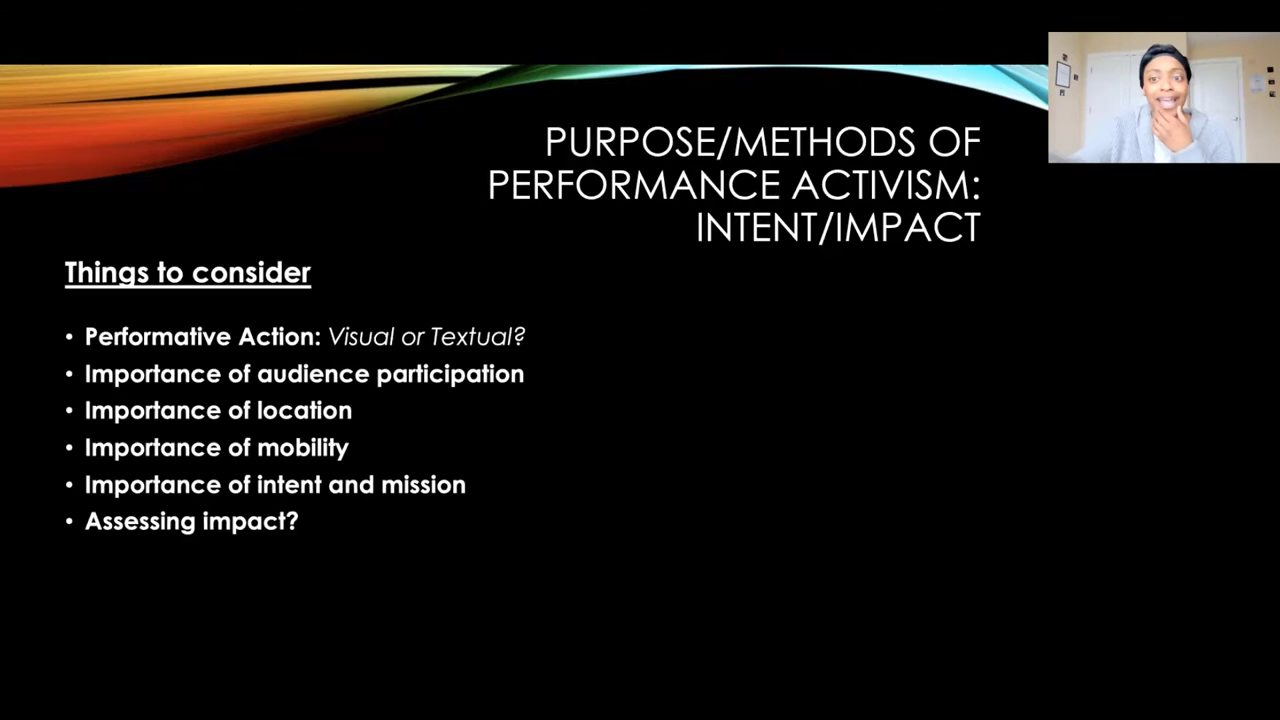 PURPOSE/METHODS OF
PERFORMANCE ACTIVISM:
INTENT/IMPACT
Things to consider
• Performative Action: Visual or Textual?
• Importance of audience participation
• Importance of location
• Importance of mobility
• Importance of intent and mission
• Assessing impact?